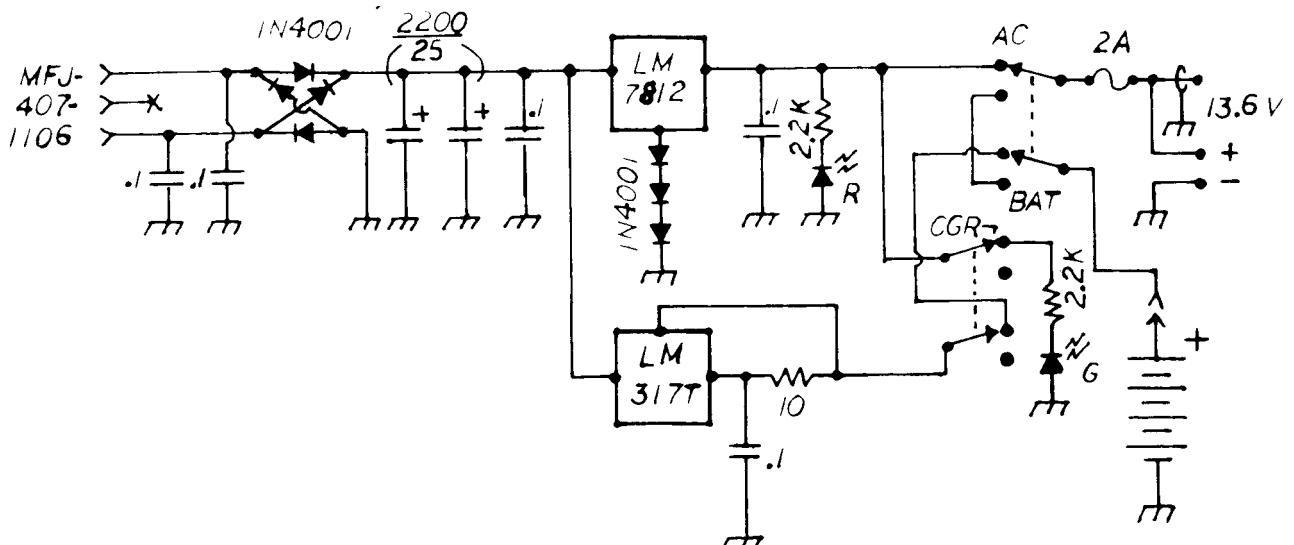 1N4001
2200
25
MFJ-
407-
1106
.1
.1
+
+
.1
LM
7812
1N4001
.1
2.2K
R
AC
2A
13.6 V
+
-
BAT
CGR
2.2K
G
LM
317T
10
.1
+